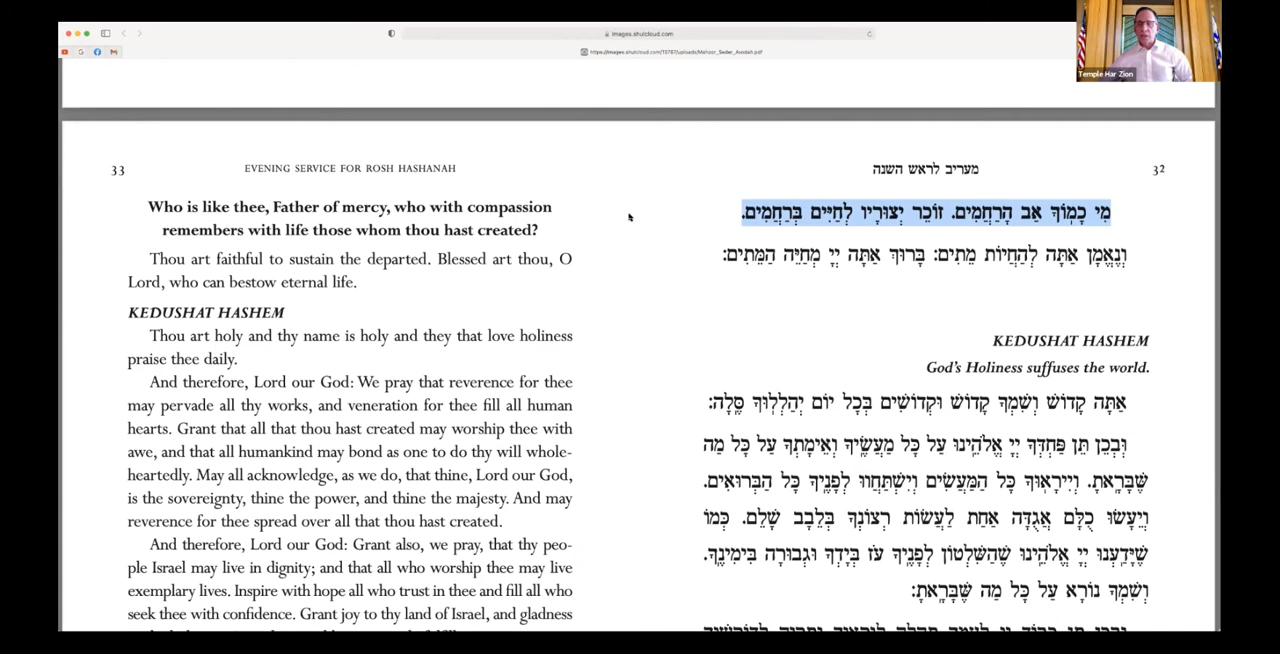 images.shulcloud.com
https://images.shulcloud.com/13787/uploads/Mahzor_Seder_Avodah.pdf
Temple Har Zion
33
EVENING SERVICE FOR ROSH HASHANAH
Who is like thee, Father of mercy, who with compassion
remembers with life those whom thou hast created?
Thou art faithful to sustain the departed. Blessed art thou, O
Lord, who can bestow eternal life.
KEDUSHAT HASHEM
Thou art holy and thy name is holy and they that love holiness
praise thee daily.
And therefore, Lord our God: We pray that reverence for thee
may pervade all thy works, and veneration for thee fill all human
hearts. Grant that all that thou hast created may worship thee with
awe, and that all humankind may bond as one to do thy will whole-
heartedly. May all acknowledge, as we do, that thine, Lord our God,
is the sovereignty, thine the power, and thine the majesty. And may
reverence for thee spread over all that thou hast created.
And therefore, Lord our God: Grant also, we pray, that thy peo-
ple Israel may live in dignity; and that all who worship thee may live
exemplary lives. Inspire with hope all who trust in thee and fill all who
seek thee with confidence. Grant joy to thy land of Israel, and gladness
מעריב לראש השנה
32
מִי כָמֽוֹךָ אַב הָרַחֲמִים. זוֹכֵר יְצוּרָיו לְחַיִּים בְּרַחֲמִים.
וְנֶאֱמָן אַתָּה לְהַחֲיוֹת מֵתִים: בָּרוּךְ אַתָּה יְיָ מְחַיֵּה הַמֵּתִים:
KEDUSHAT HASHEM
God's Holiness suffuses the world.
אַתָּה קָדוֹשׁ וְשִׁמְךָ קָדוֹשׁ וּקְדוֹשִׁים בְּכָל יוֹם יְהַלְלֽוּךָ סֶּֽלָה:
וּבְכֵן תֵּן פַּחְדְּךָ יְיָ אֱלֹהֵֽינוּ עַל כָּל מַעֲשֶֽׂיךָ וְאֵימָתְךָ עַל כָּל מַה
שֶּׁבָּרָֽאתָ. וְיִירָאֽוּךָ כָּל הַמַּעֲשִׂים וְיִשְׁתַּחֲווּ לְפָנֶֽיךָ כָּל הַבְּרוּאִים.
וְיֵעָשׂוּ כֻלָּם אֲגֻדָּה אַחַת לַעֲשׂוֹת רְצוֹנְךָ בְּלֵבָב שָׁלֵם. כְּמוֹ
שֶׁיָּדַֽעְנוּ יְיָ אֱלֹהֵֽינוּ שֶׁהַשִּׁלְטוֹן לְפָנֶֽיךָ עֹז בְּיָדְךָ וּגְבוּרָה בִּימִינֶֽךָ.
וְשִׁמְךָ נוֹרָא עַל כָּל מַה שֶּׁבָּרָֽאתָ: